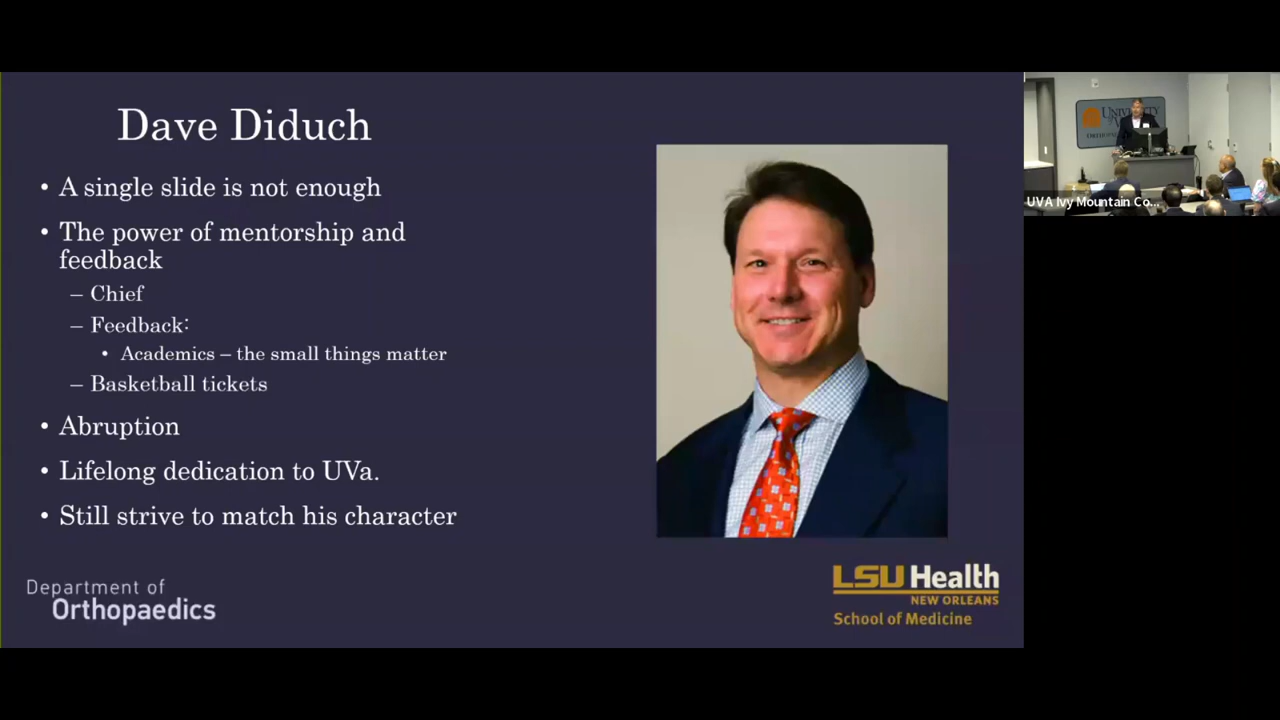 Dave Diduch
• A single slide is not enough
• The power of mentorship and
feedback
– Chief
– Feedback:
• Academics – the small things matter
– Basketball tickets
• Abruption
• Lifelong dedication to UVa.
• Still strive to match his character
Department of
Orthopaedics
LSU Health
NEW ORLEANS
School of Medicine
UVA Ivy Mountain Co...